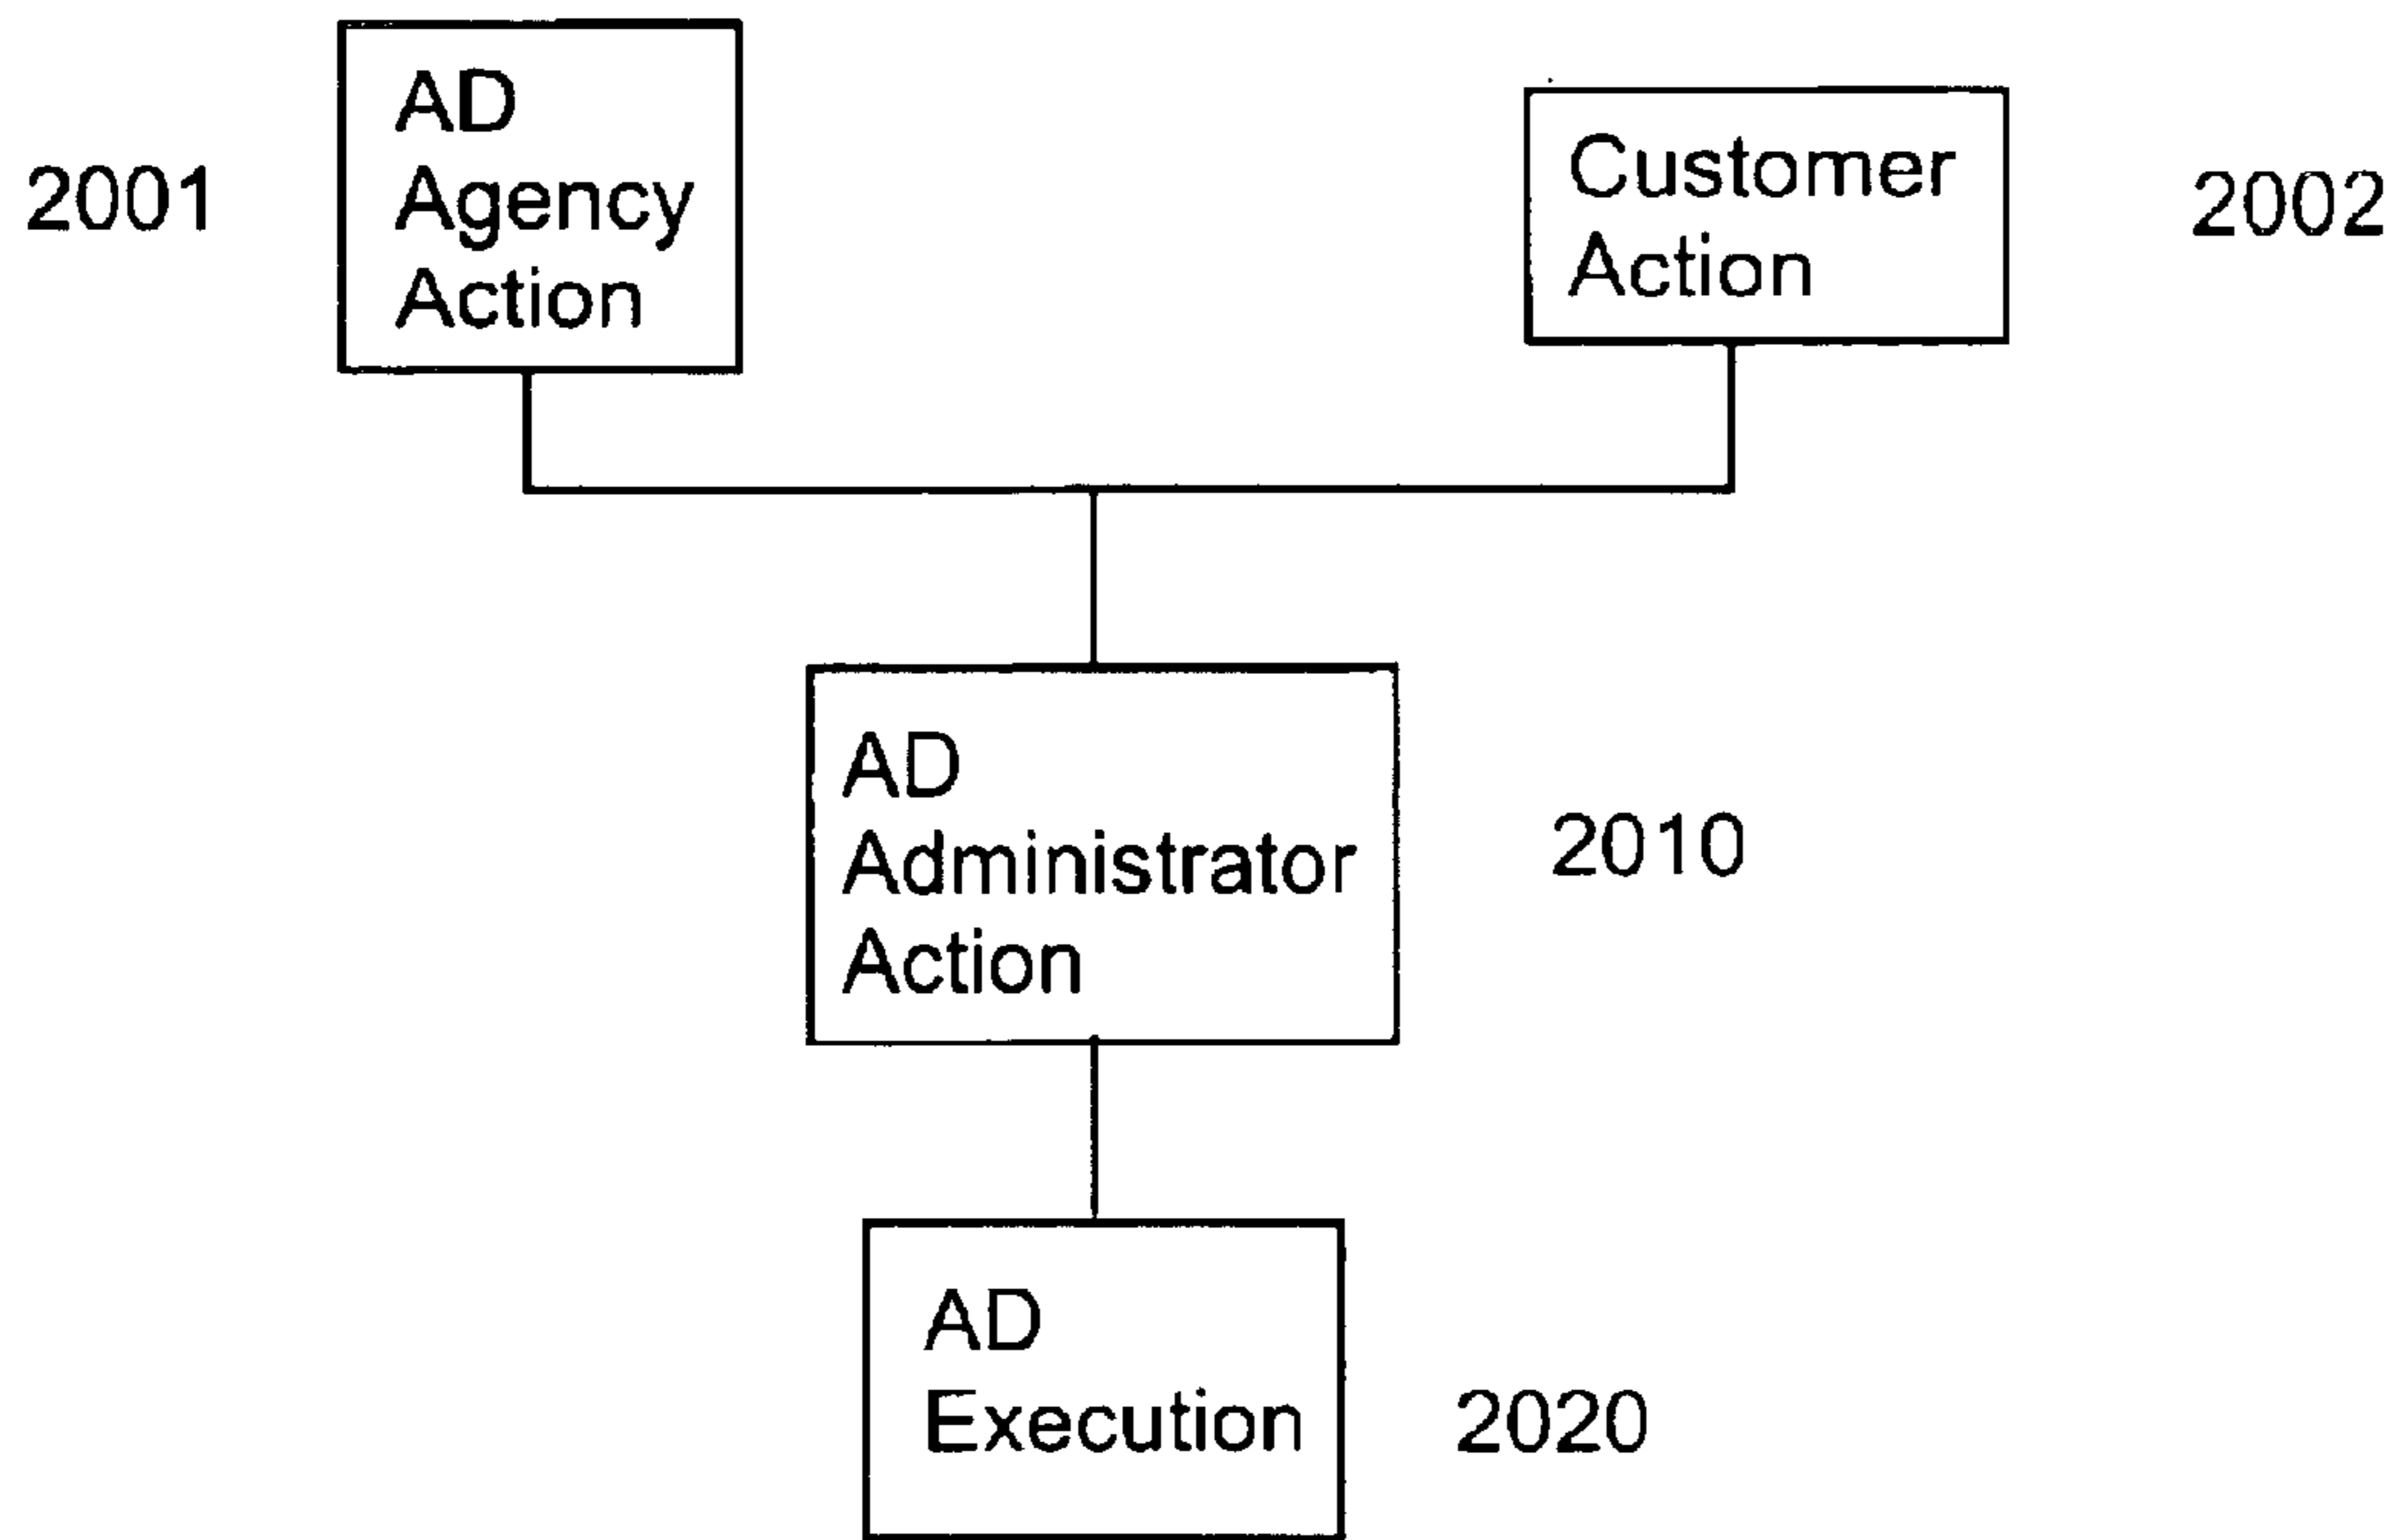 AD
Agency
Action
2001
Customer
Action
2002
AD
Administrator
Action
2010
AD
Execution
2020